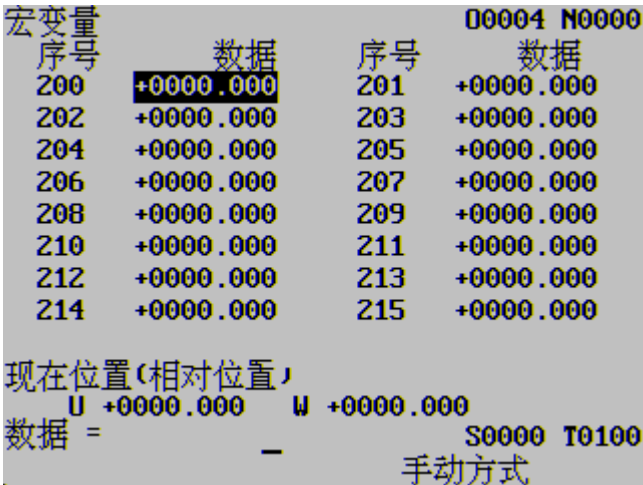 宏变量 O0004 N0000
序号 数据 序号 数据
200 +0000.000 201 +0000.000
202 +0000.000 203 +0000.000
204 +0000.000 205 +0000.000
206 +0000.000 207 +0000.000
208 +0000.000 209 +0000.000
210 +0000.000 211 +0000.000
212 +0000.000 213 +0000.000
214 +0000.000 215 +0000.000
现在位置(相对位置)
U +0000.000 W +0000.000
数据 = _ S0000 T0100
手动方式